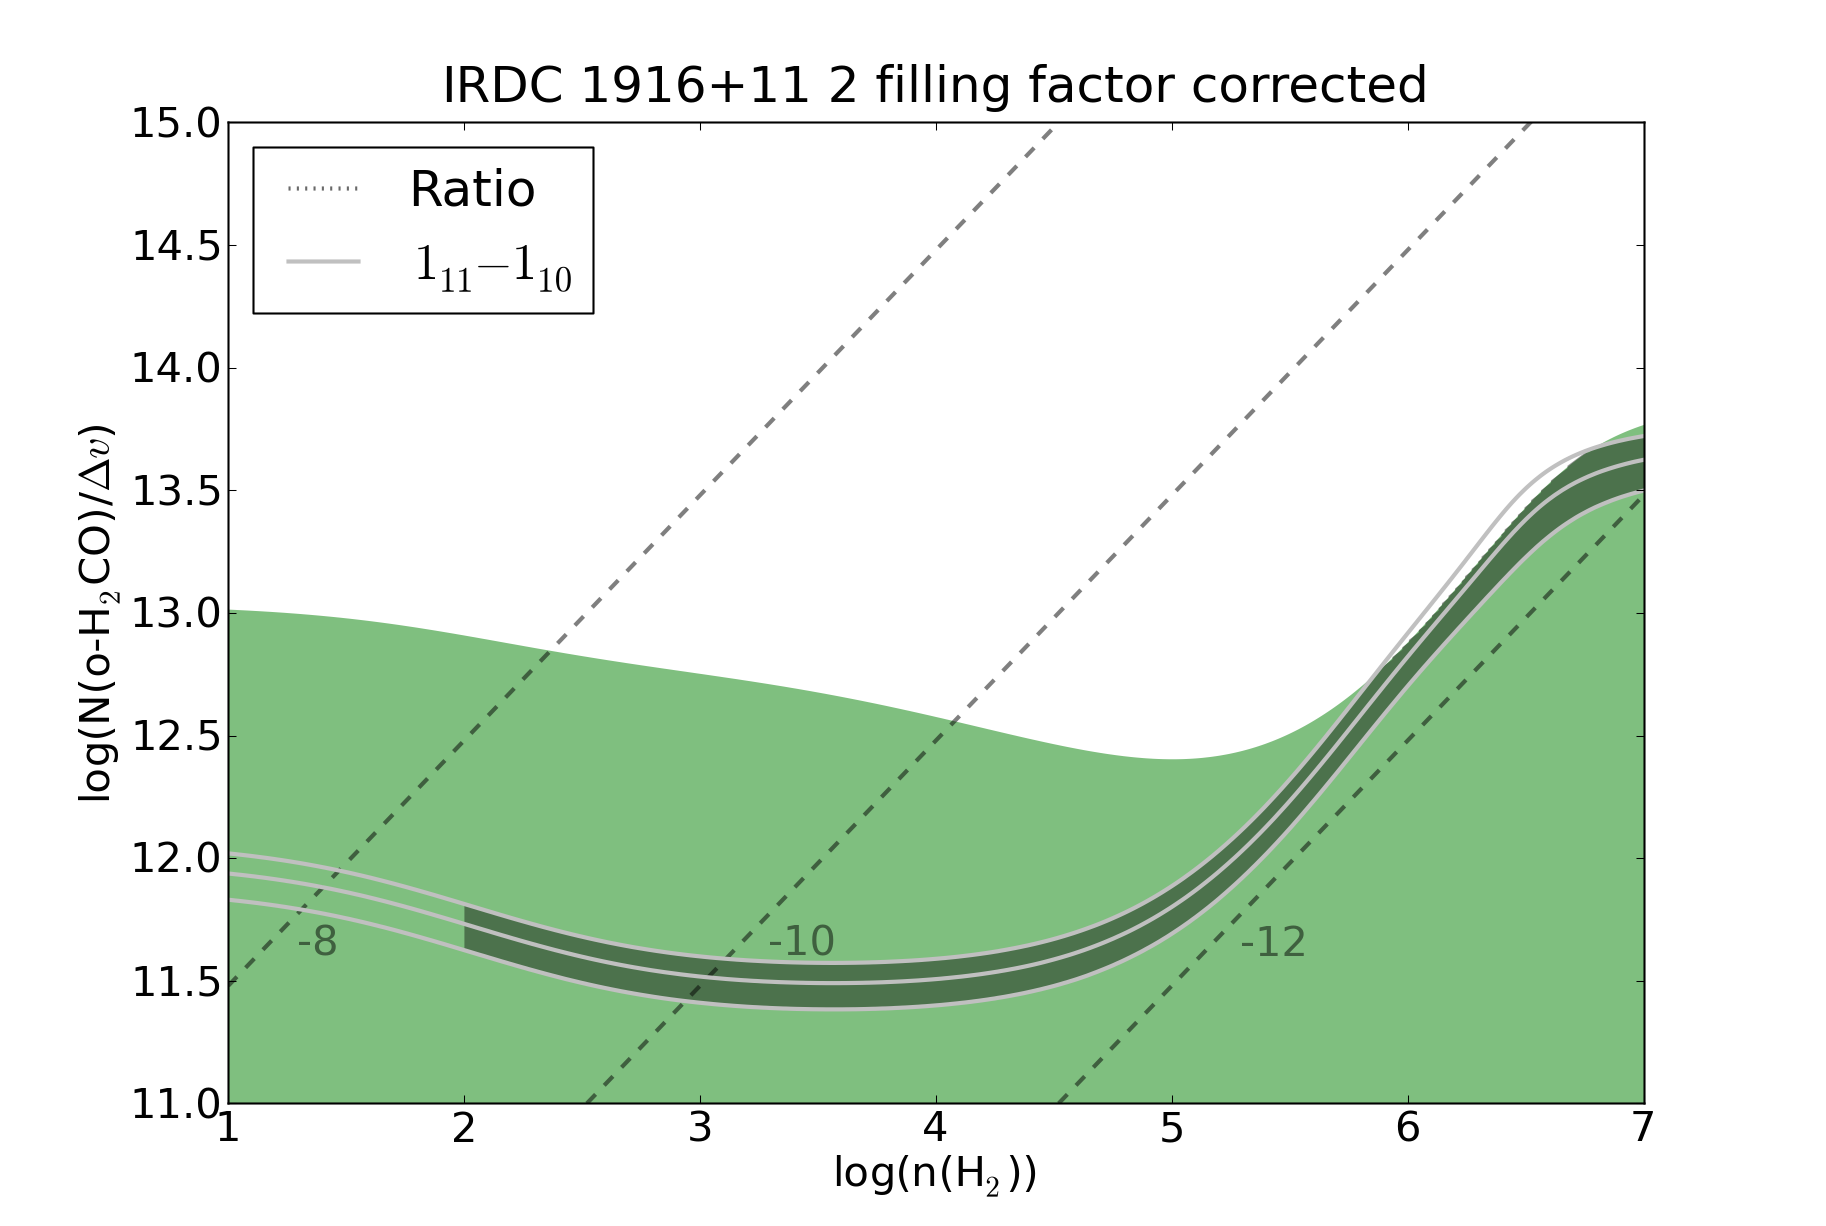 IRDC 1916+11 2 filling factor corrected
15.0
14.5
14.0
13.5
13.0
12.5
12.0
11.5
11.0
log(N(o-H₂CO)/Δv)
Ratio
1₁₁−1₁₀
-8
-10
-12
1 2 3 4 5 6 7
log(n(H₂))